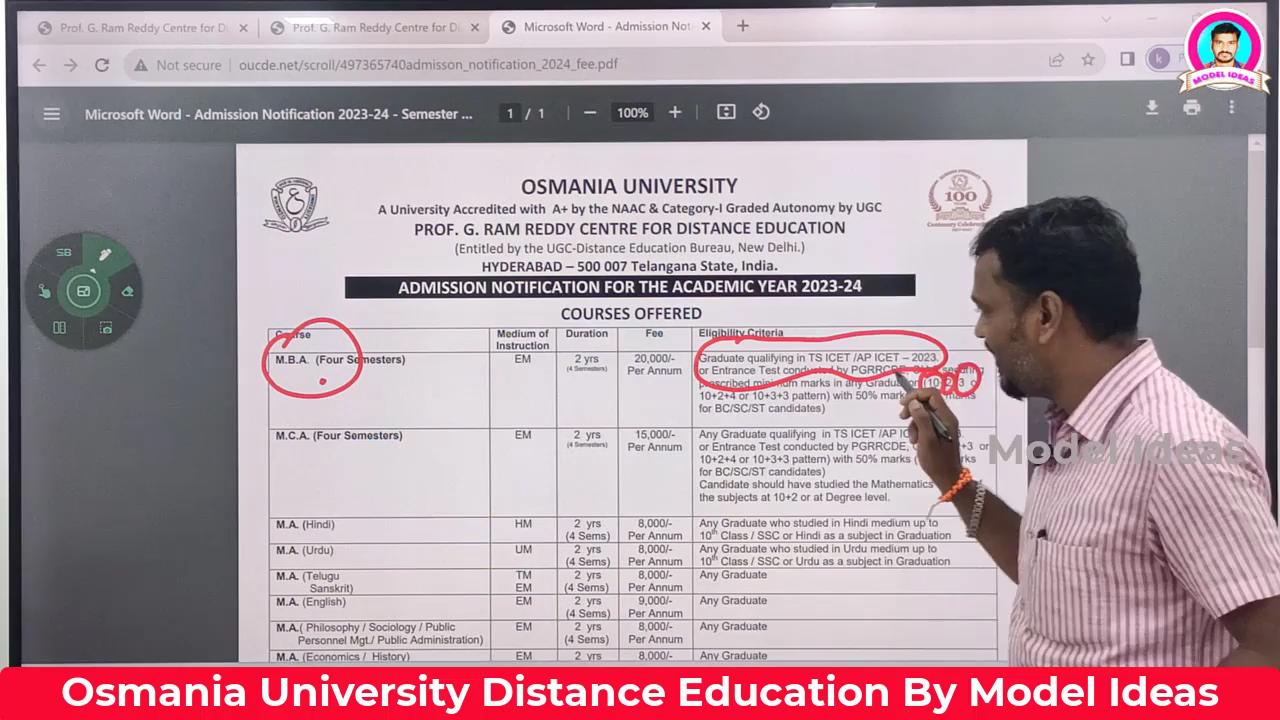 Prof. G. Ram Reddy Centre for Di
Prof. G. Ram Reddy Centre for Di
Microsoft Word - Admission Not
Not secure
oucde.net/scroll/497365740admisson_notification_2024_fee.pdf
k
MODEL IDEAS
Microsoft Word - Admission Notification 2023-24 - Semester ...
1 / 1
100%
SB
OSMANIA UNIVERSITY
A University Accredited with A+ by the NAAC & Category-I Graded Autonomy by UGC
PROF. G. RAM REDDY CENTRE FOR DISTANCE EDUCATION
(Entitled by the UGC-Distance Education Bureau, New Delhi.)
HYDERABAD – 500 007 Telangana State, India.
100
ADMISSION NOTIFICATION FOR THE ACADEMIC YEAR 2023-24
COURSES OFFERED
Course
Medium of
Instruction
Duration
Fee
Eligibility Criteria
M.B.A. (Four Semesters)
EM
2 yrs
(4 Semesters)
20,000/-
Per Annum
Graduate qualifying in TS ICET /AP ICET – 2023.
or Entrance Test conducted by PGRRCDE, securing
prescribed minimum marks in any Graduation (10+2+3 or
10+2+4 or 10+3+3 pattern) with 50% marks
for BC/SC/ST candidates)
M.C.A. (Four Semesters)
EM
2 yrs
(4 Semesters)
15,000/-
Per Annum
Any Graduate qualifying in TS ICET /AP
or Entrance Test conducted by PGRRCDE, +3 or
10+2+4 or 10+3+3 pattern) with 50% marks (
for BC/SC/ST candidates)
Candidate should have studied the Mathematics
the subjects at 10+2 or at Degree level.
Model Ideas
M.A. (Hindi)
HM
2 yrs
(4 Sems)
8,000/-
Per Annum
Any Graduate who studied in Hindi medium up to
10th Class / SSC or Hindi as a subject in Graduation
M.A. (Urdu)
UM
2 yrs
(4 Sems)
8,000/-
Per Annum
Any Graduate who studied in Urdu medium up to
10th Class / SSC or Urdu as a subject in Graduation
M.A. (Telugu
Sanskrit)
TM
EM
2 yrs
(4 Sems)
8,000/-
Per Annum
Any Graduate
M.A. (English)
EM
2 yrs
(4 Sems)
9,000/-
Per Annum
Any Graduate
M.A.( Philosophy / Sociology / Public
Personnel Mgt./ Public Administration)
EM
2 yrs
(4 Sems)
8,000/-
Per Annum
Any Graduate
M.A. (Economics / History)
EM
2 yrs
8,000/-
Any Graduate
Osmania University Distance Education By Model Ideas